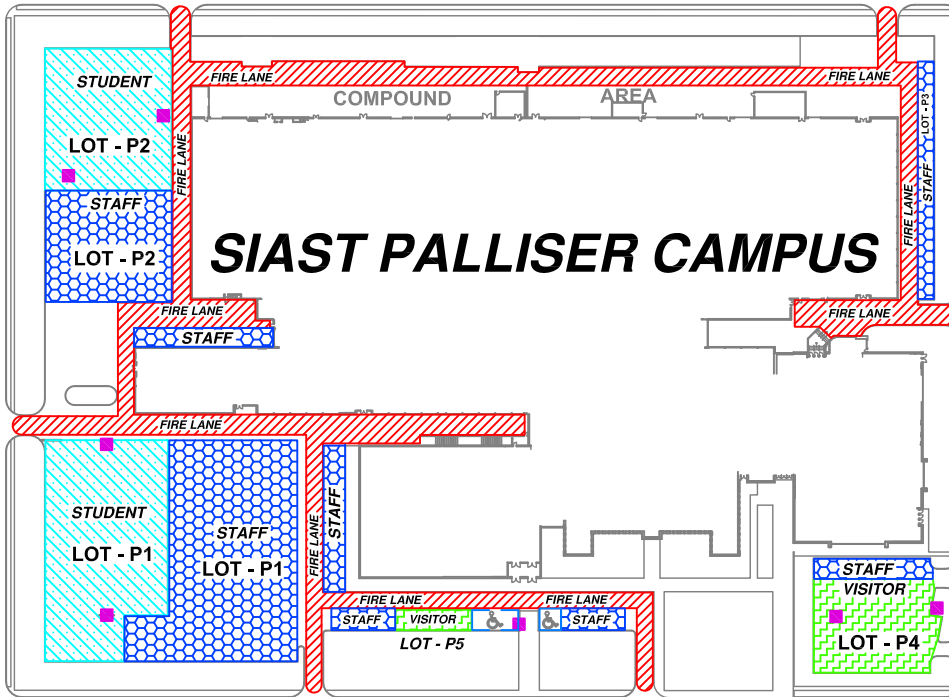 STUDENT
LOT - P2
STAFF
LOT - P2
FIRE LANE
FIRE LANE
FIRE LANE
COMPOUND
AREA
LOT - P3
STAFF
FIRE LANE
SIAST PALLISER CAMPUS
FIRE LANE
STAFF
FIRE LANE
FIRE LANE
STUDENT
LOT - P1
STAFF
LOT - P1
STAFF
FIRE LANE
FIRE LANE
FIRE LANE
STAFF
VISITOR
STAFF
LOT - P5
STAFF
VISITOR
LOT - P4